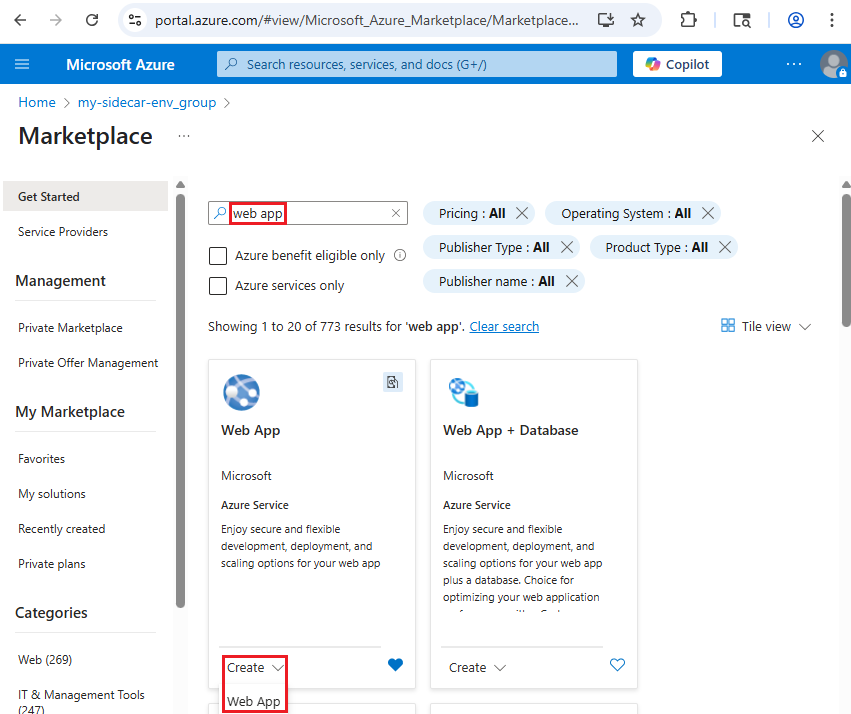 portal.azure.com/#view/Microsoft_Azure_Marketplace/Marketplace...
Microsoft Azure
Search resources, services, and docs (G+/)
Copilot
...
Home > my-sidecar-env_group >
Marketplace
...
Get Started
Service Providers
Management
Private Marketplace
Private Offer Management
My Marketplace
Favorites
My solutions
Recently created
Private plans
Categories
Web (269)
IT & Management Tools
(247)
web app
Pricing : All
Operating System : All
Azure benefit eligible only
Publisher Type : All
Product Type : All
Azure services only
Publisher name : All
Showing 1 to 20 of 773 results for 'web app'. Clear search
Tile view
Web App
Microsoft
Azure Service
Enjoy secure and flexible
development, deployment, and
scaling options for your web app
Create
Web App
Web App + Database
Microsoft
Azure Service
Enjoy secure and flexible
development, deployment, and
scaling options for your web app
plus a database. Choice for
optimizing your web application
Create